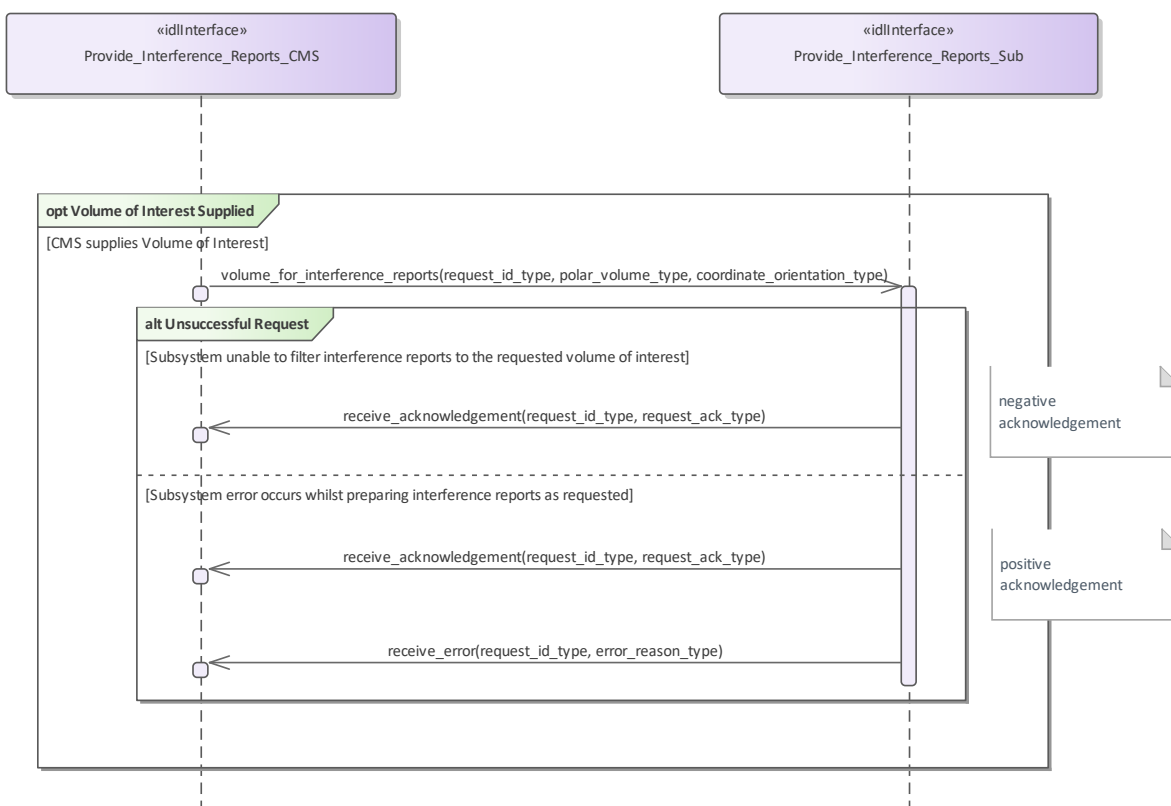 «idlInterface»
Provide_Interference_Reports_CMS
«idlInterface»
Provide_Interference_Reports_Sub
opt Volume of Interest Supplied
[CMS supplies Volume of Interest]
volume_for_interference_reports(request_id_type, polar_volume_type, coordinate_orientation_type)
alt Unsuccessful Request
[Subsystem unable to filter interference reports to the requested volume of interest]
negative
acknowledgement
receive_acknowledgement(request_id_type, request_ack_type)
[Subsystem error occurs whilst preparing interference reports as requested]
receive_acknowledgement(request_id_type, request_ack_type)
positive
acknowledgement
receive_error(request_id_type, error_reason_type)